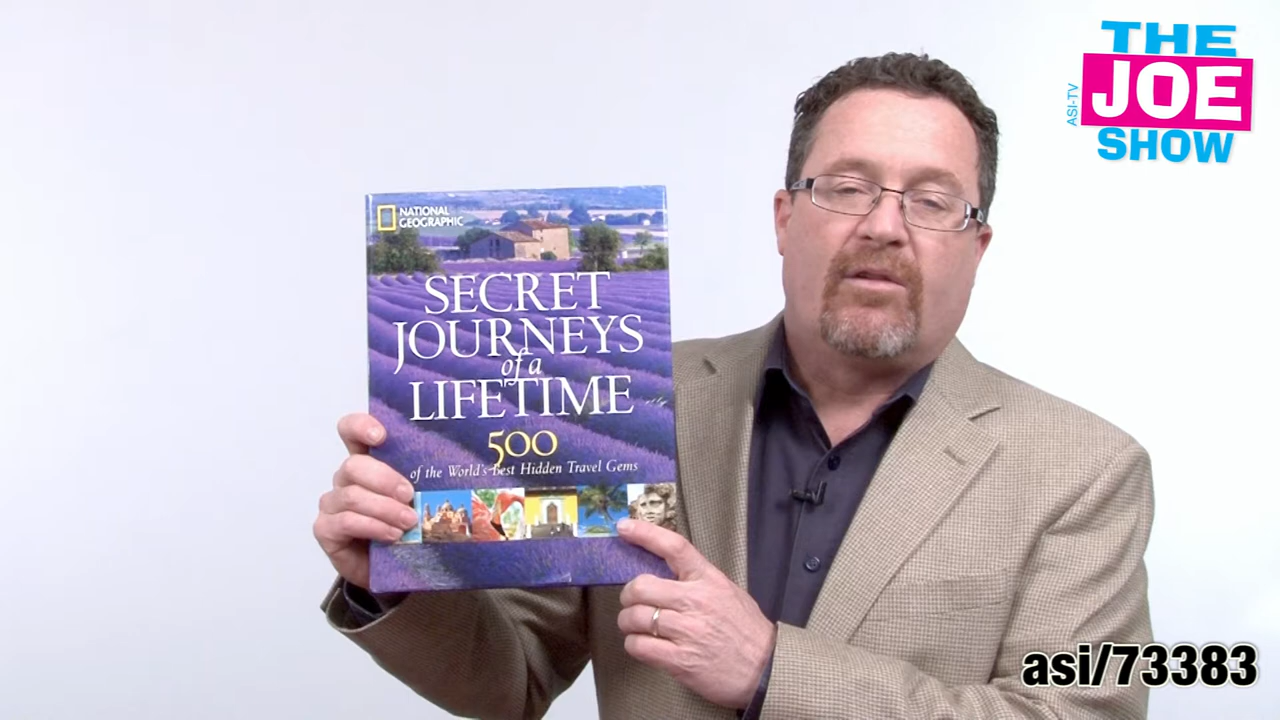 THE
JOE
SHOW
ASI-TV
NATIONAL
GEOGRAPHIC
SECRET
JOURNEYS
of a
LIFETIME
500
of the World's Best Hidden Travel Gems
asi/73383